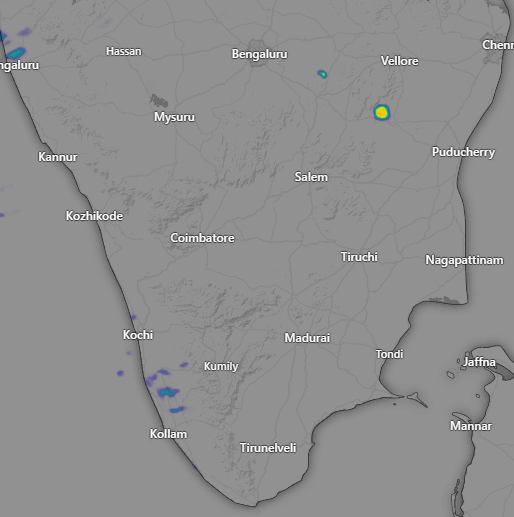 Chenn
Hassan
Bengaluru
Vellore
ngaluru
Mysuru
Puducherry
Kannur
Salem
Kozhikode
Coimbatore
Tiruchi
Nagapattinam
Kochi
Madurai
Tondi
Kumily
Jaffna
Mannar
Kollam
Tirunelveli